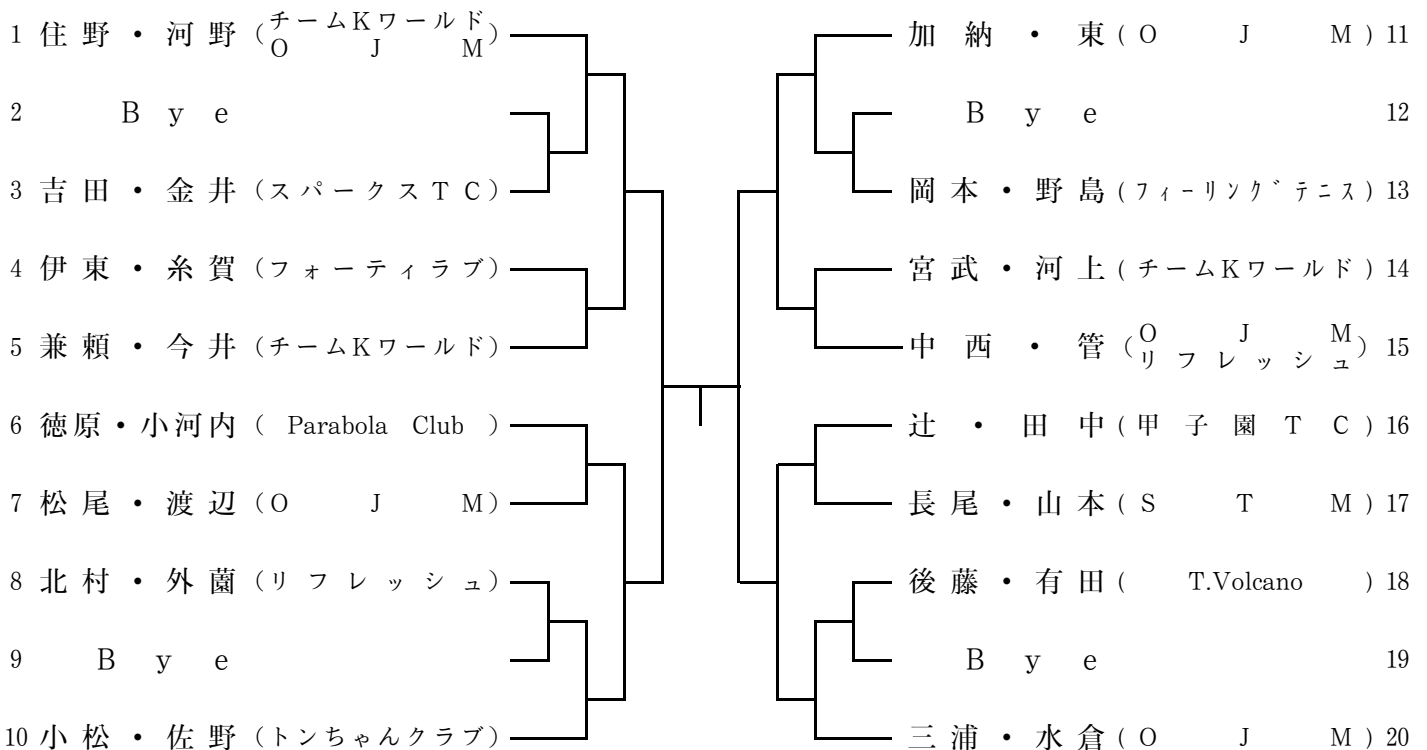 1 住野・河野 (チームKワールド
OJM)
2 Bye
3 吉田・金井 (スパークスTC)
4 伊東・糸賀 (フォーティラブ)
5 兼頼・今井 (チームKワールド)
6 徳原・小河内 ( Parabola Club )
7 松尾・渡辺 (OJM)
8 北村・外薗 (リフレッシュ)
9 Bye
10 小松・佐野 (トンちゃんクラブ)
加納・東 (OJM) 11
Bye 12
岡本・野島 (フィーリングテニス) 13
宮武・河上 (チームKワールド) 14
中西・管 (OJM
リフレッシュ) 15
辻・田中 (甲子園TC) 16
長尾・山本 (STM) 17
後藤・有田 ( T.Volcano ) 18
Bye 19
三浦・水倉 (OJM) 20